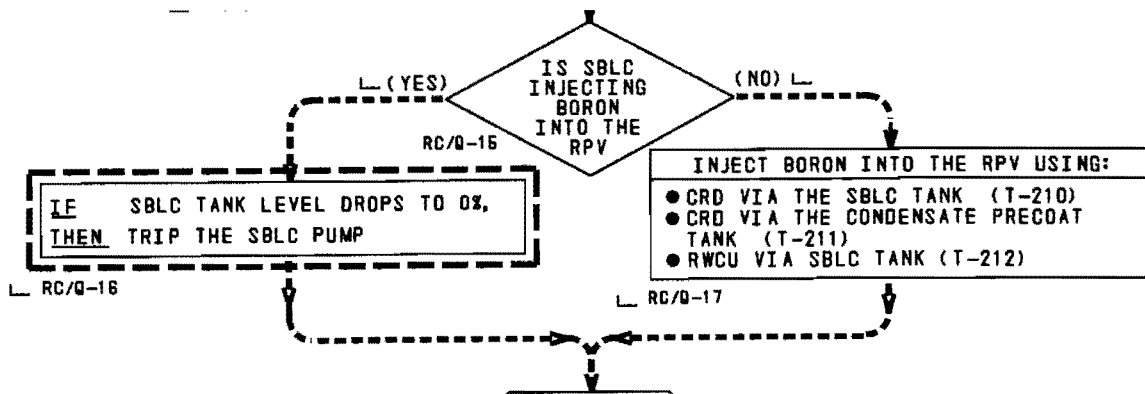 IS SBLC
INJECTING
BORON
INTO THE
RPV
(YES)
(NO)
RC/Q-15
IF SBLC TANK LEVEL DROPS TO 0%,
THEN TRIP THE SBLC PUMP
RC/Q-16
INJECT BORON INTO THE RPV USING:
●CRD VIA THE SBLC TANK (T-210)
●CRD VIA THE CONDENSATE PRECOAT
TANK (T-211)
●RWCU VIA SBLC TANK (T-212)
RC/Q-17